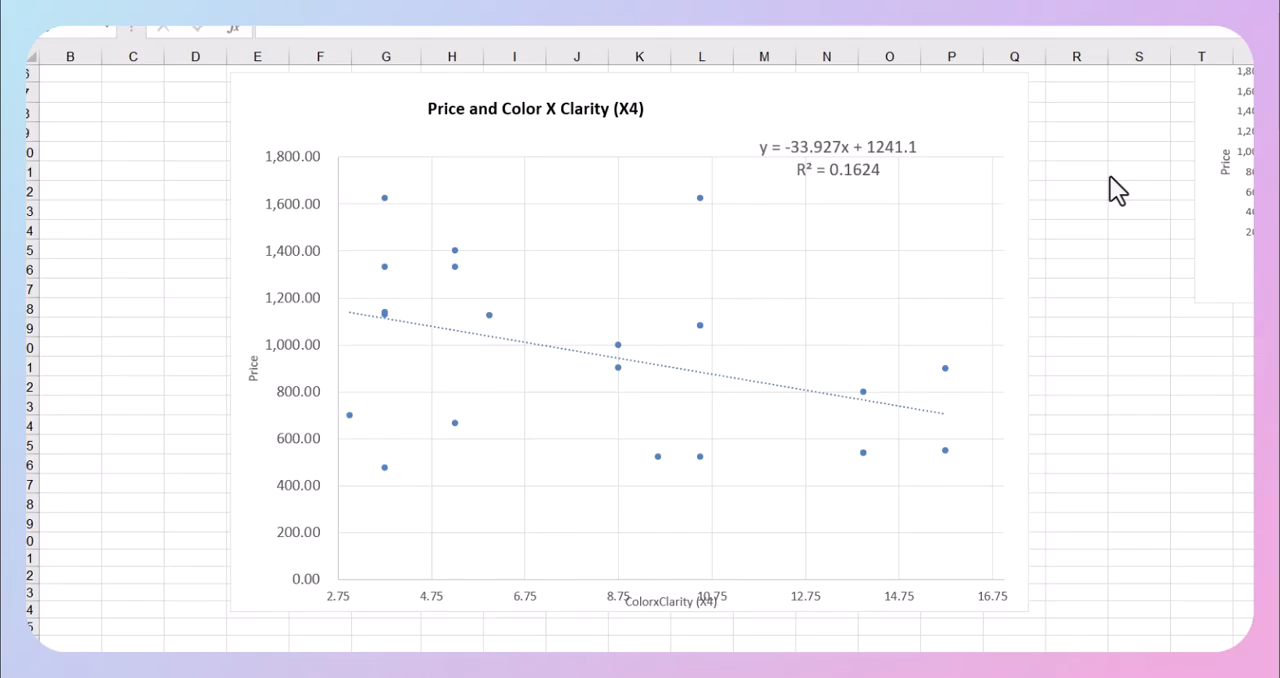 B C D E F G H I J K L M N O P Q R S T
Price and Color X Clarity (X4)
y = -33.927x + 1241.1
R² = 0.1624
1,800.00
1,600.00
1,400.00
1,200.00
1,000.00
800.00
600.00
400.00
200.00
0.00
Price
2.75 4.75 6.75 8.75 10.75 12.75 14.75 16.75
ColorxClarity (X4)
Price